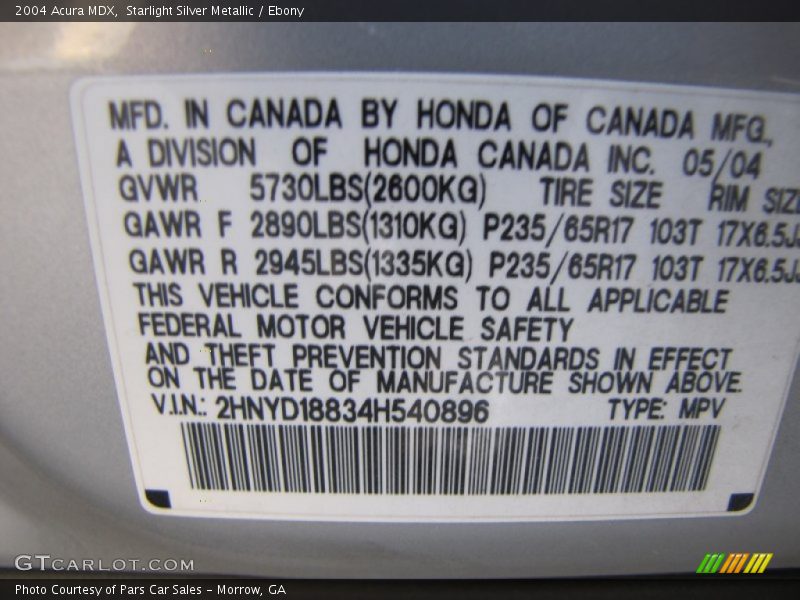 2004 Acura MDX, Starlight Silver Metallic / Ebony
MFD. IN CANADA BY HONDA OF CANADA MFG.,
A DIVISION OF HONDA CANADA INC. 05/04
GVWR 5730LBS(2600KG) TIRE SIZE RIM SIZE
GAWR F 2890LBS(1310KG) P235/65R17 103T 17X6.5J
GAWR R 2945LBS(1335KG) P235/65R17 103T 17X6.5J
THIS VEHICLE CONFORMS TO ALL APPLICABLE
FEDERAL MOTOR VEHICLE SAFETY
AND THEFT PREVENTION STANDARDS IN EFFECT
ON THE DATE OF MANUFACTURE SHOWN ABOVE.
V.I.N.: 2HNYD18834H540896 TYPE: MPV
GTCARLOT.COM
Photo Courtesy of Pars Car Sales - Morrow, GA